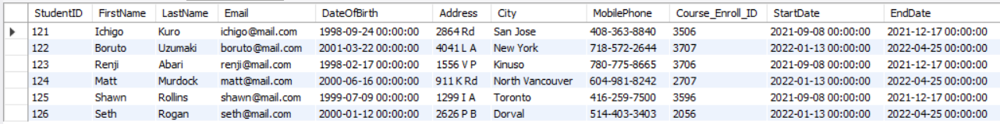 StudentID FirstName LastName Email DateOfBirth Address City MobilePhone Course_Enroll_ID StartDate EndDate
121 Ichigo Kuro ichigo@mail.com 1998-09-24 00:00:00 2864 Rd San Jose 408-363-8840 3506 2021-09-08 00:00:00 2021-12-17 00:00:00
122 Boruto Uzumaki boruto@mail.com 2001-03-22 00:00:00 4041 L A New York 718-572-2644 3707 2022-01-13 00:00:00 2022-04-25 00:00:00
123 Renji Abari renji@mail.com 1998-02-17 00:00:00 1556 V P Kinuso 780-775-8665 3706 2021-09-08 00:00:00 2021-12-17 00:00:00
124 Matt Murdock matt@mail.com 2000-06-16 00:00:00 911 K Rd North Vancouver 604-981-8242 2707 2022-01-13 00:00:00 2022-04-25 00:00:00
125 Shawn Rollins shawn@mail.com 1999-07-09 00:00:00 1299 I A Toronto 416-259-7500 3596 2021-09-08 00:00:00 2021-12-17 00:00:00
126 Seth Rogan seth@mail.com 2000-01-12 00:00:00 2626 P B Dorval 514-403-3403 2056 2022-01-13 00:00:00 2022-04-25 00:00:00